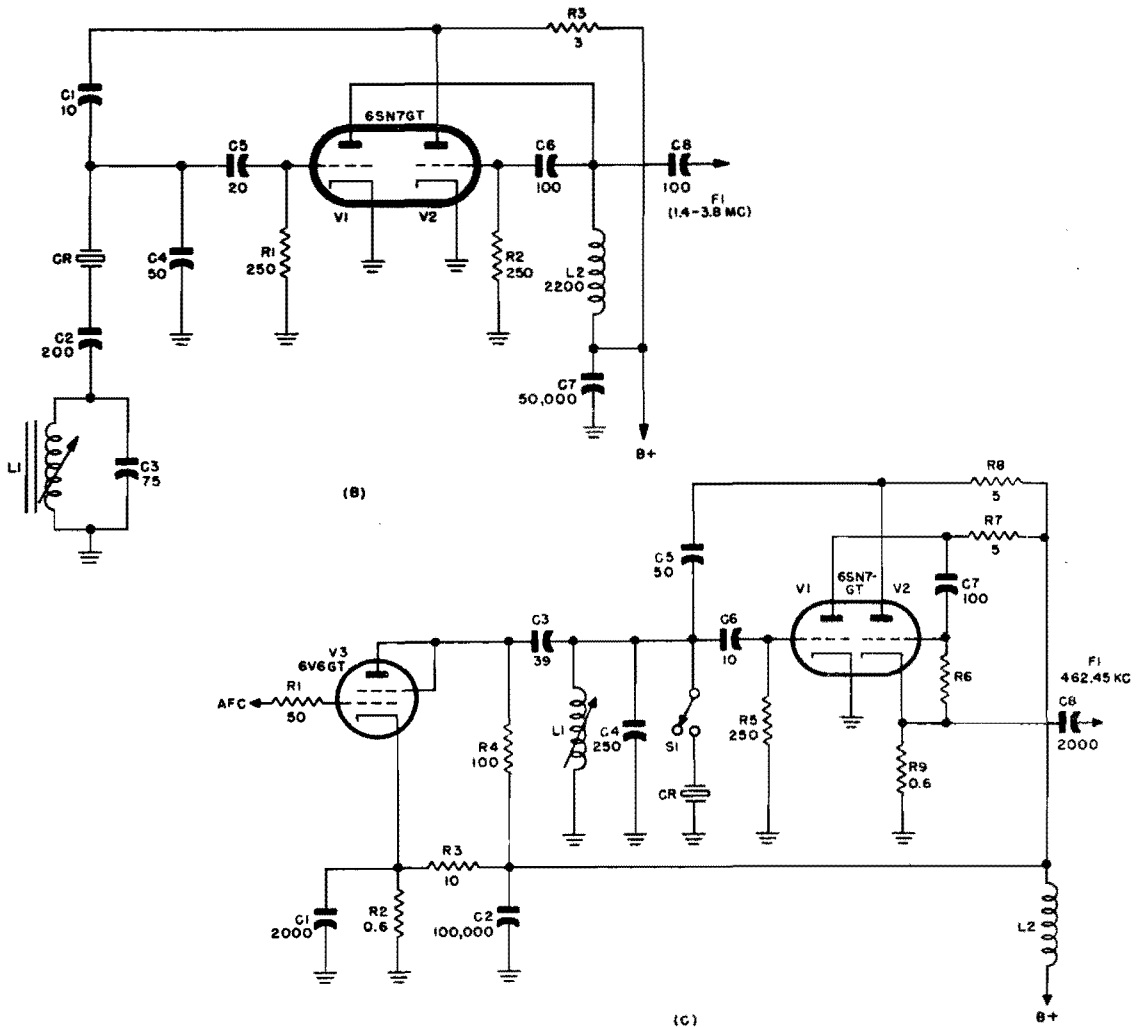 R3
3
C1
10
6SN7GT
C5
20
C6
100
C8
100
F1
(1.4-3.8 MC)
V1
V2
CR
C4
50
R1
250
R2
250
L2
2200
C2
200
C7
50,000
L1
C3
75
B+
(B)
R8
5
R7
5
C5
50
V1
6SN7-
GT
V2
C7
100
V3
6V6GT
C3
39
C6
10
F1
462.45 KC
AFC
R1
50
R6
C8
2000
R4
100
L1
C4
250
S1
R5
250
R9
0.6
CR
R3
10
C1
2000
R2
0.6
C2
100,000
L2
B+
(C)